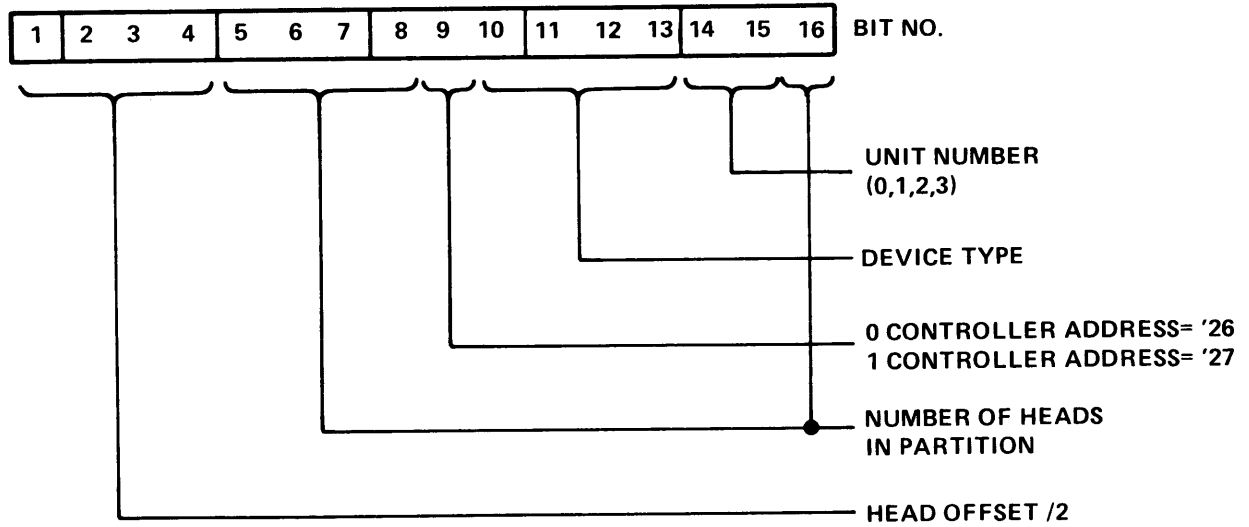 1 2 3 4 5 6 7 8 9 10 11 12 13 14 15 16 BIT NO.
UNIT NUMBER
(0,1,2,3)
DEVICE TYPE
0 CONTROLLER ADDRESS= '26
1 CONTROLLER ADDRESS= '27
NUMBER OF HEADS
IN PARTITION
HEAD OFFSET /2